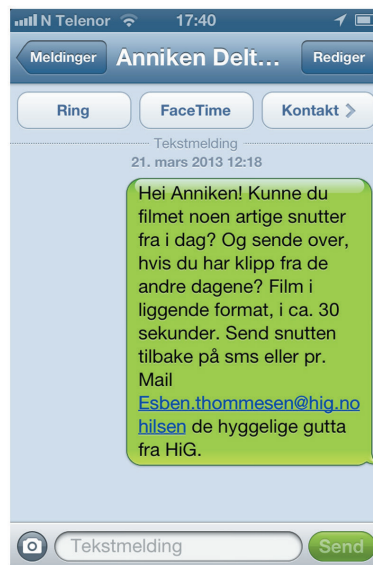 N Telenor 17:40
Meldinger Anniken Delt... Rediger
Ring FaceTime Kontakt
Tekstmelding
21. mars 2013 12:18
Hei Anniken! Kunne du
filmet noen artige snutter
fra i dag? Og sende over,
hvis du har klipp fra de
andre dagene? Film i
liggende format, i ca. 30
sekunder. Send snutten
tilbake på sms eller pr.
Mail
Esben.thommesen@hig.no
hilsen de hyggelige gutta
fra HiG.
Tekstmelding Send